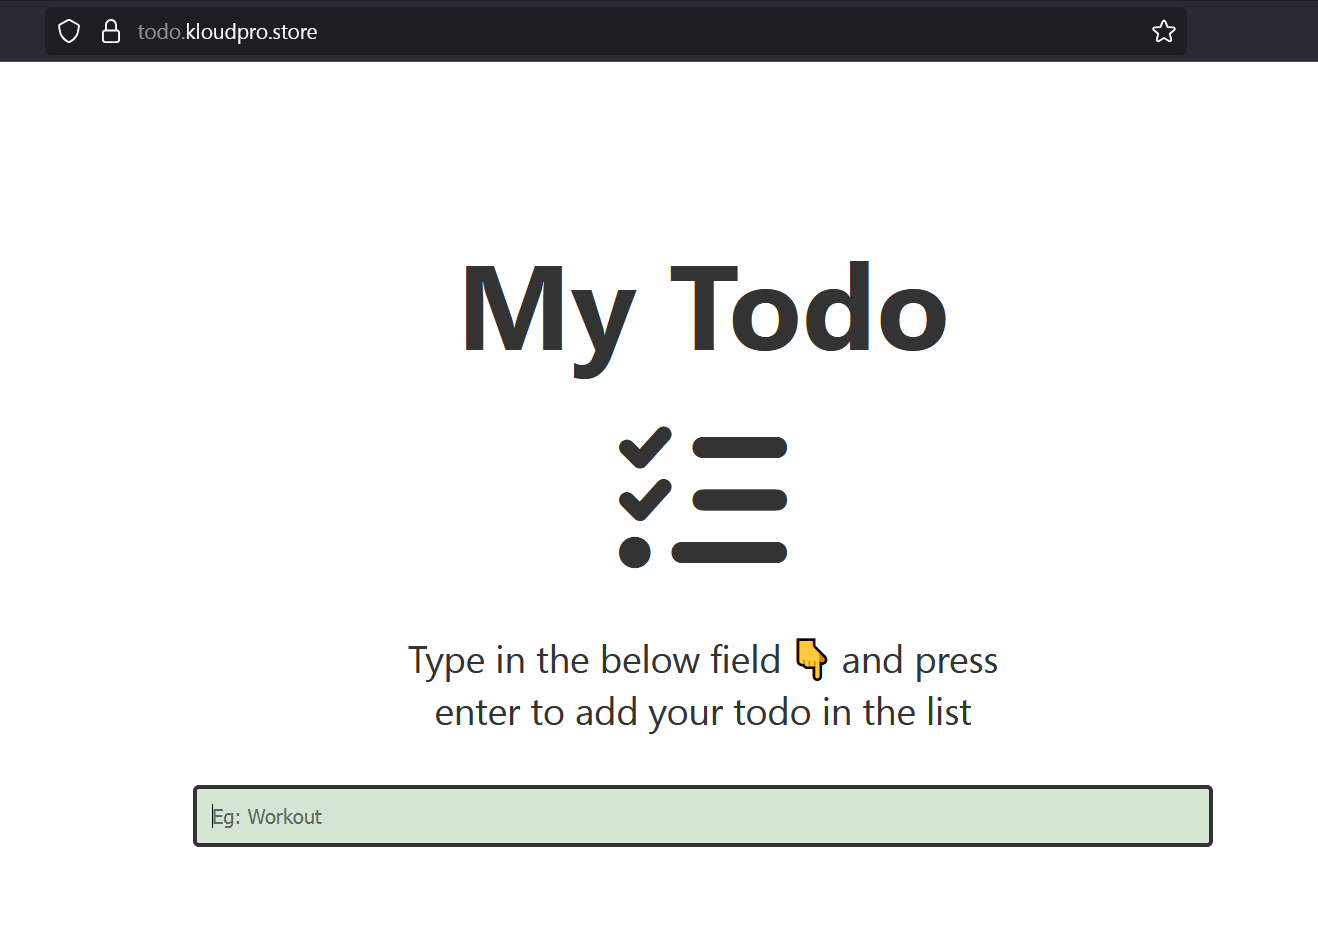 todo.kloudpro.store
My Todo
Type in the below field 👇 and press
enter to add your todo in the list
Eg: Workout